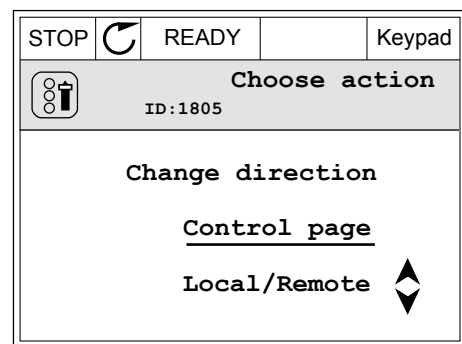 STOP READY Keypad
Choose action
ID:1805
Change direction
Control page
Local/Remote